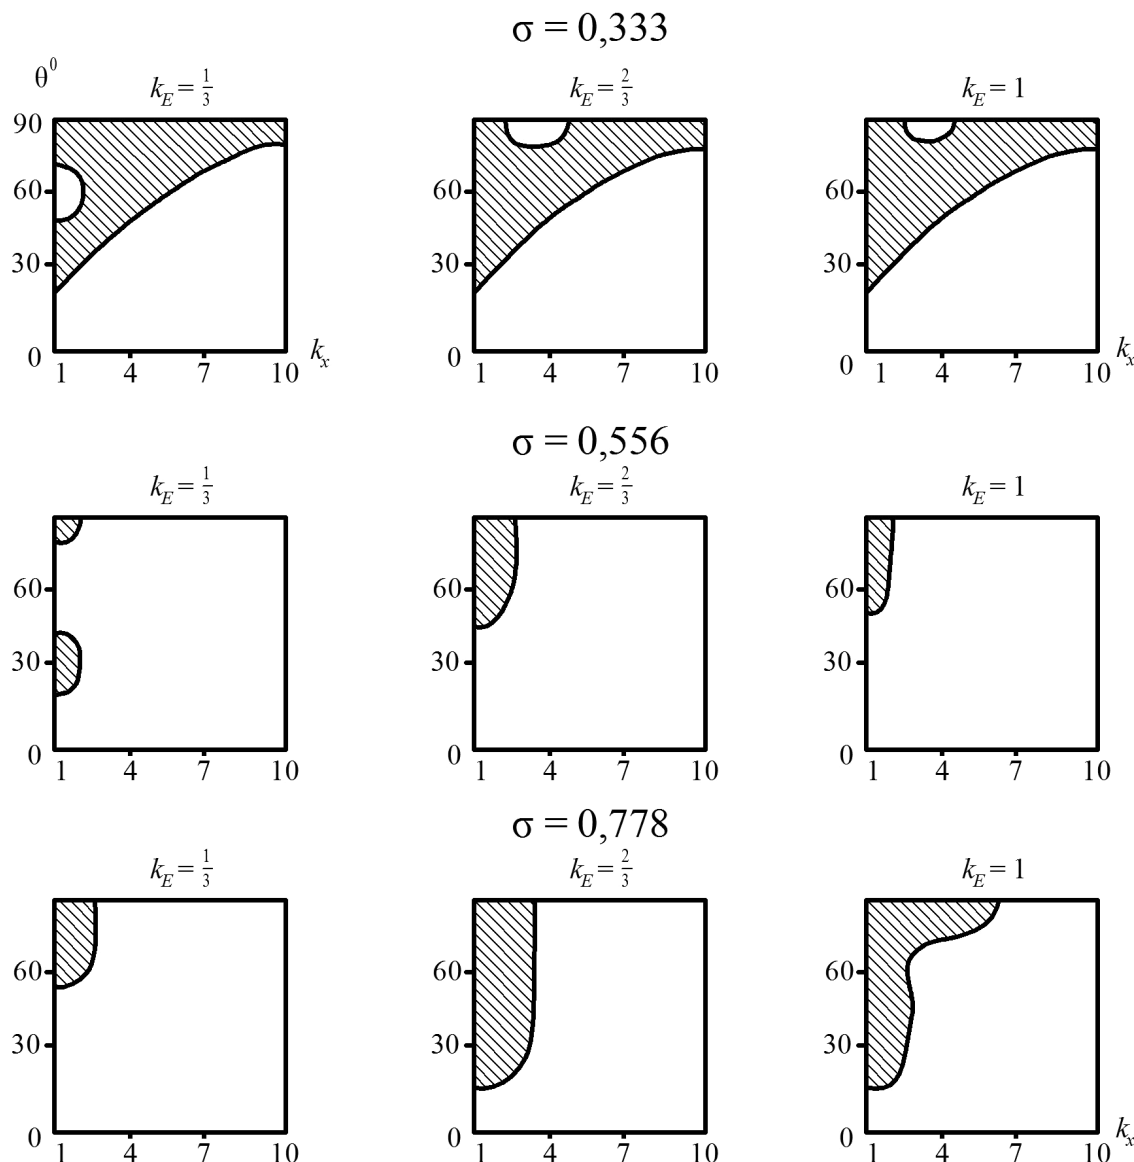 σ = 0,333
θ⁰
k_E = 1/3 k_E = 2/3 k_E = 1
90
60 60 60
30 30 30
0 0 0
k_x k_x
1 4 7 10 1 4 7 10 1 4 7 10
σ = 0,556
k_E = 1/3 k_E = 2/3 k_E = 1
60 60 60
30 30 30
0 0 0
1 4 7 10 1 4 7 10 1 4 7 10
σ = 0,778
k_E = 1/3 k_E = 2/3 k_E = 1
60 60 60
30 30 30
0 0 0
k_x
1 4 7 10 1 4 7 10 1 4 7 10